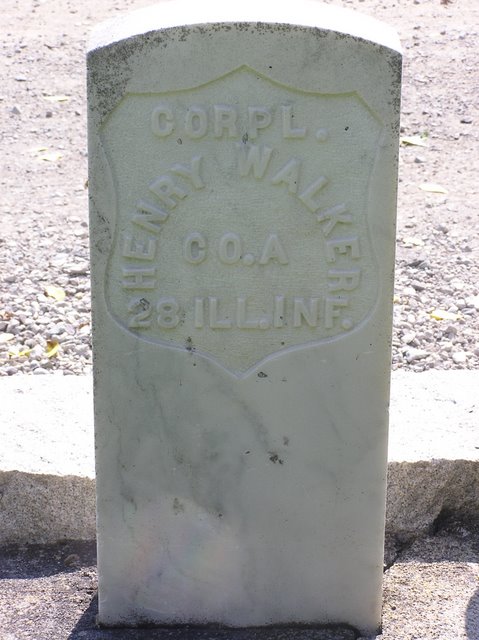 CORPL.
HENRY WALKER
CO. A
28 ILL. INF.